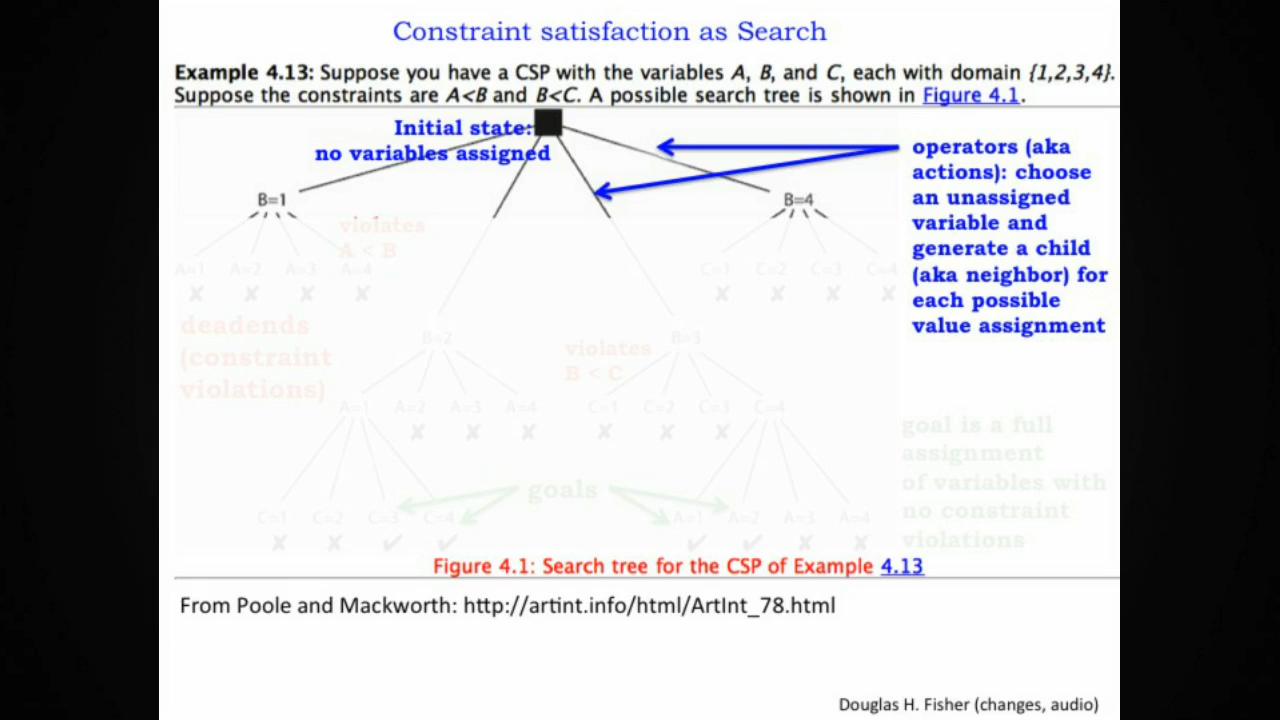 Constraint satisfaction as Search
Example 4.13: Suppose you have a CSP with the variables A, B, and C, each with domain {1,2,3,4}.
Suppose the constraints are A<B and B<C. A possible search tree is shown in Figure 4.1.
Initial state:
no variables assigned
operators (aka
actions): choose
an unassigned
variable and
generate a child
(aka neighbor) for
each possible
value assignment
B=1
B=4
violates
A < B
A=1 A=2 A=3 A=4
C=1 C=2 C=3 C=4
deadends
(constraint
violations)
B=2
B=3
violates
B < C
A=1 A=2 A=3 A=4
C=1 C=2 C=3 C=4
goal is a full
assignment
of variables with
no constraint
violations
goals
C=1 C=2 C=3 C=4
A=1 A=2 A=3 A=4
Figure 4.1: Search tree for the CSP of Example 4.13
From Poole and Mackworth: http://artint.info/html/ArtInt_78.html
Douglas H. Fisher (changes, audio)